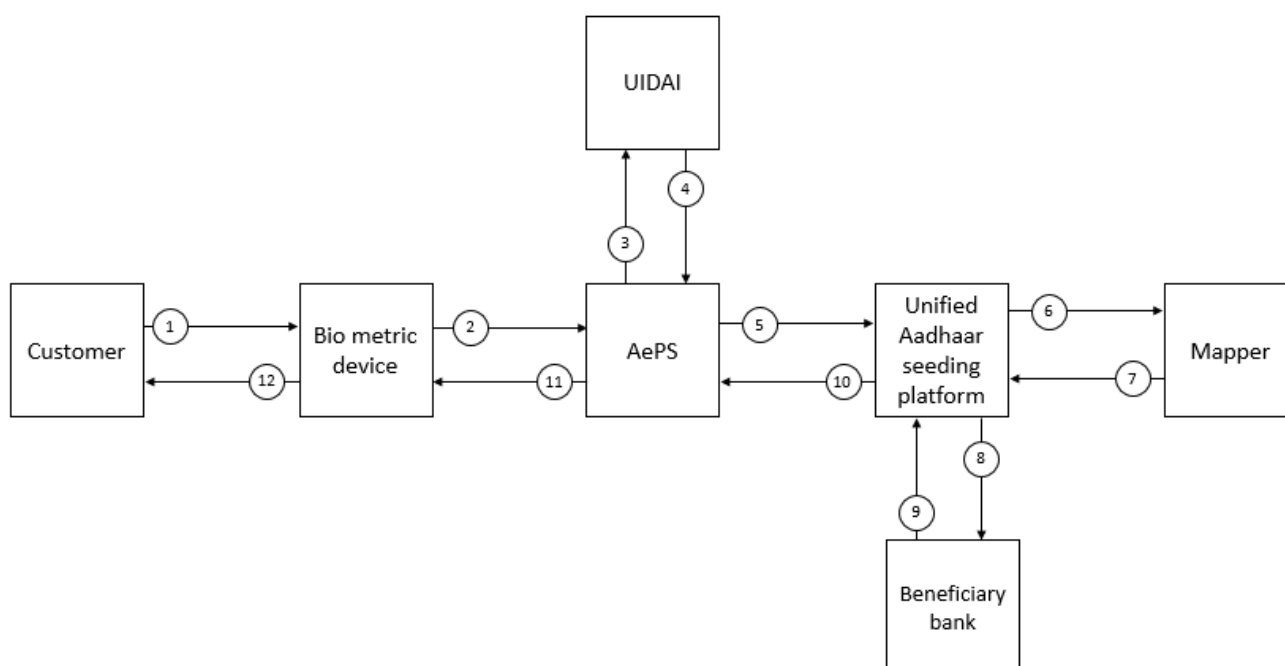 UIDAI
4
3
1
2
5
6
Customer
Bio metric
device
AePS
Unified
Aadhaar
seeding
platform
Mapper
12
11
10
7
8
9
Beneficiary
bank